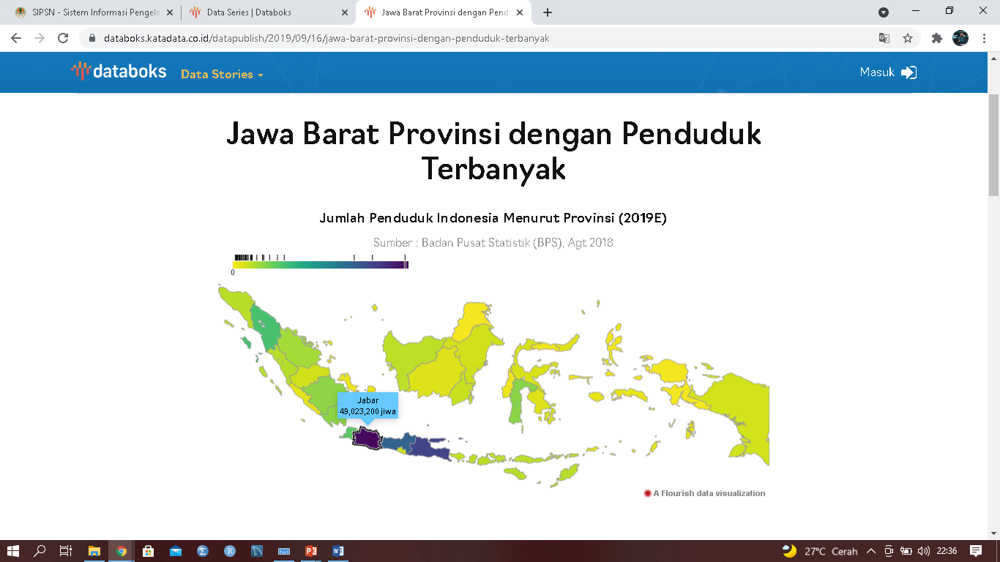 SIPSN - Sistem Informasi Pengelo
Data Series | Databoks
Jawa Barat Provinsi dengan Pend
databoks.katadata.co.id/datapublish/2019/09/16/jawa-barat-provinsi-dengan-penduduk-terbanyak
databoks
Data Stories
Masuk
Jawa Barat Provinsi dengan Penduduk
Terbanyak
Jumlah Penduduk Indonesia Menurut Provinsi (2019E)
Sumber : Badan Pusat Statistik (BPS), Agt 2018
0
Jabar
49,023,200 jiwa
A Flourish data visualization
27°C Cerah
22:36